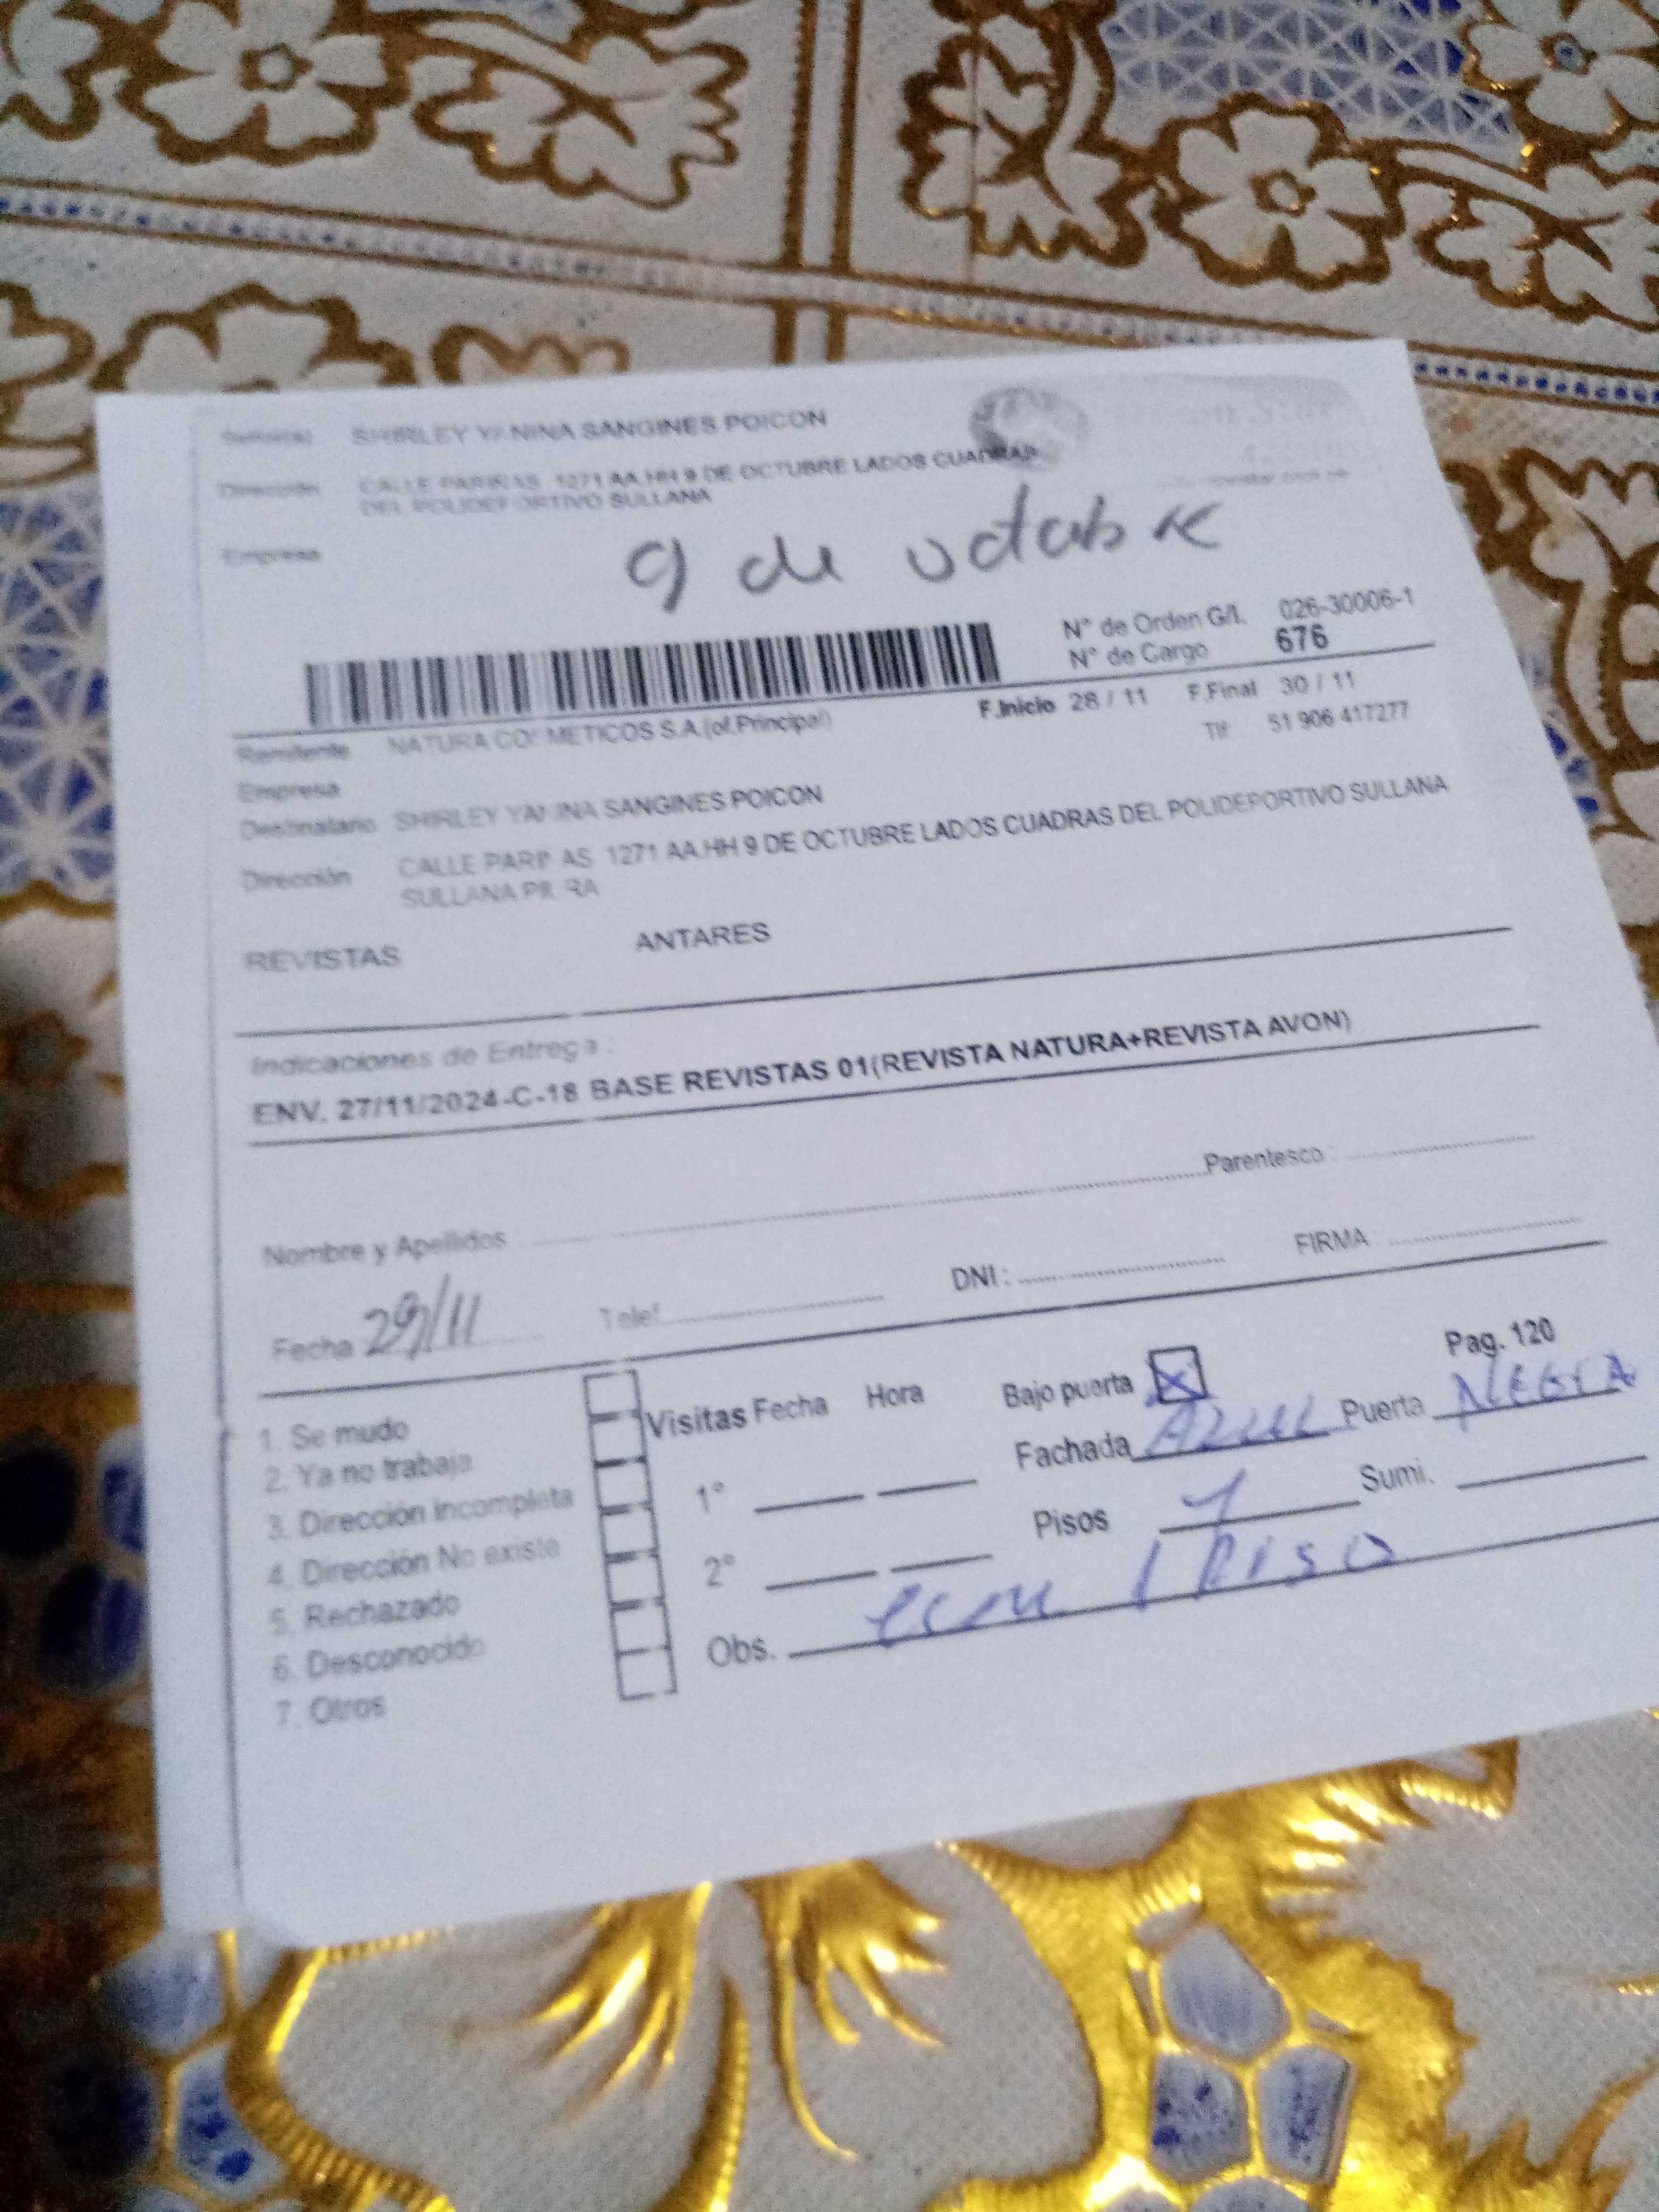 Señor(a) SHIRLEY YANINA SANGINES POICON
Dirección CALLE PARIÑAS 1271 AA.HH 9 DE OCTUBRE LADOS CUADRAS
DEL POLIDEPORTIVO SULLANA
Empresa
9 de octubre
N° de Orden G/I. 026-30006-1
N° de Cargo 676
F.Inicio 28 / 11 F.Final 30 / 11
Remitente NATURA COSMETICOS S.A.(of.Principal) Tlf 51 906 417277
Empresa
Destinatario SHIRLEY YANINA SANGINES POICON
Dirección CALLE PARIÑAS 1271 AA.HH 9 DE OCTUBRE LADOS CUADRAS DEL POLIDEPORTIVO SULLANA
SULLANA PIURA
REVISTAS ANTARES
Indicaciones de Entrega :
ENV. 27/11/2024-C-18 BASE REVISTAS 01(REVISTA NATURA+REVISTA AVON)
Nombre y Apellidos : Parentesco :
Fecha 29/11 Telef. DNI : FIRMA :
Pag. 120
1. Se mudo Visitas Fecha Hora Bajo puerta X
2. Ya no trabaja Fachada AZUL Puerta NEGRA
3. Dirección incompleta 1° Pisos 1 Sumi.
4. Dirección No existe 2°
5. Rechazado
6. Desconocido Obs. 1 PISO
7. Otros